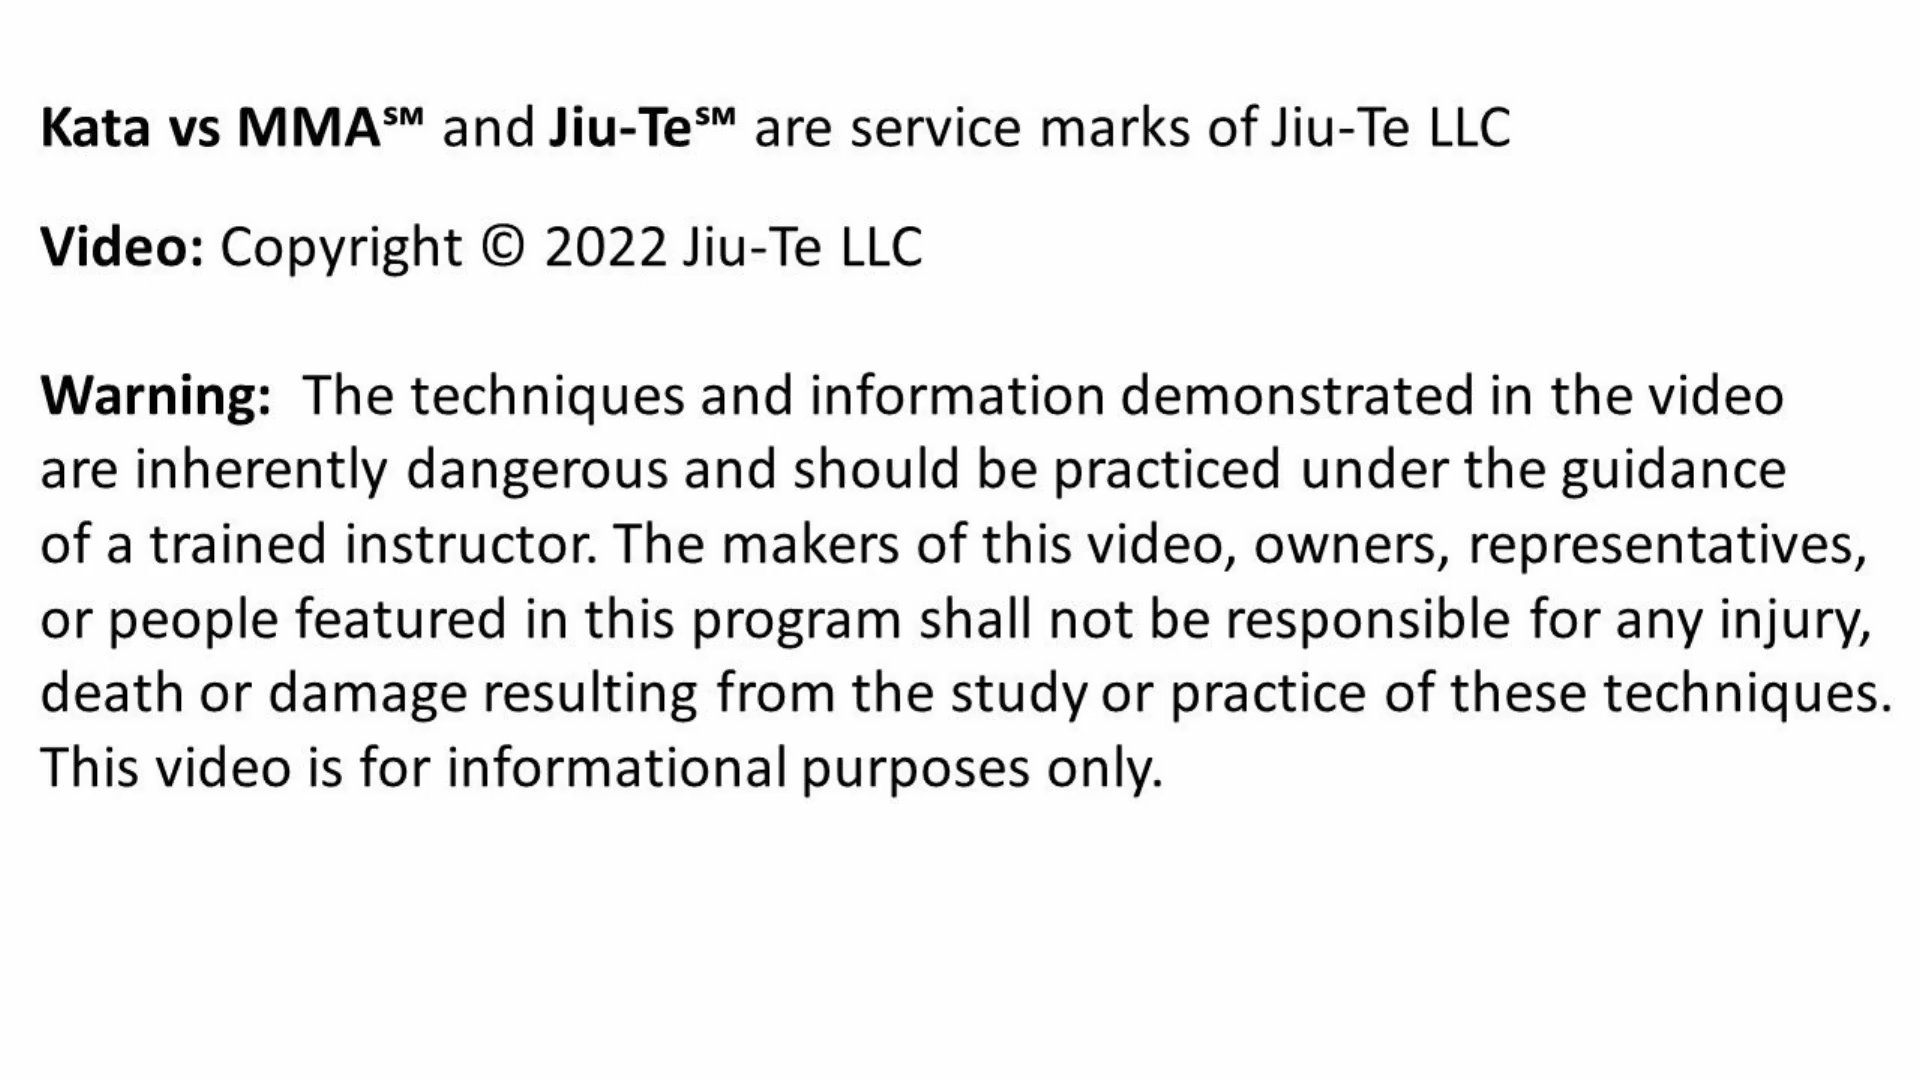 Kata vs MMA℠ and Jiu-Te℠ are service marks of Jiu-Te LLC
Video: Copyright © 2022 Jiu-Te LLC
Warning: The techniques and information demonstrated in the video
are inherently dangerous and should be practiced under the guidance
of a trained instructor. The makers of this video, owners, representatives,
or people featured in this program shall not be responsible for any injury,
death or damage resulting from the study or practice of these techniques.
This video is for informational purposes only.